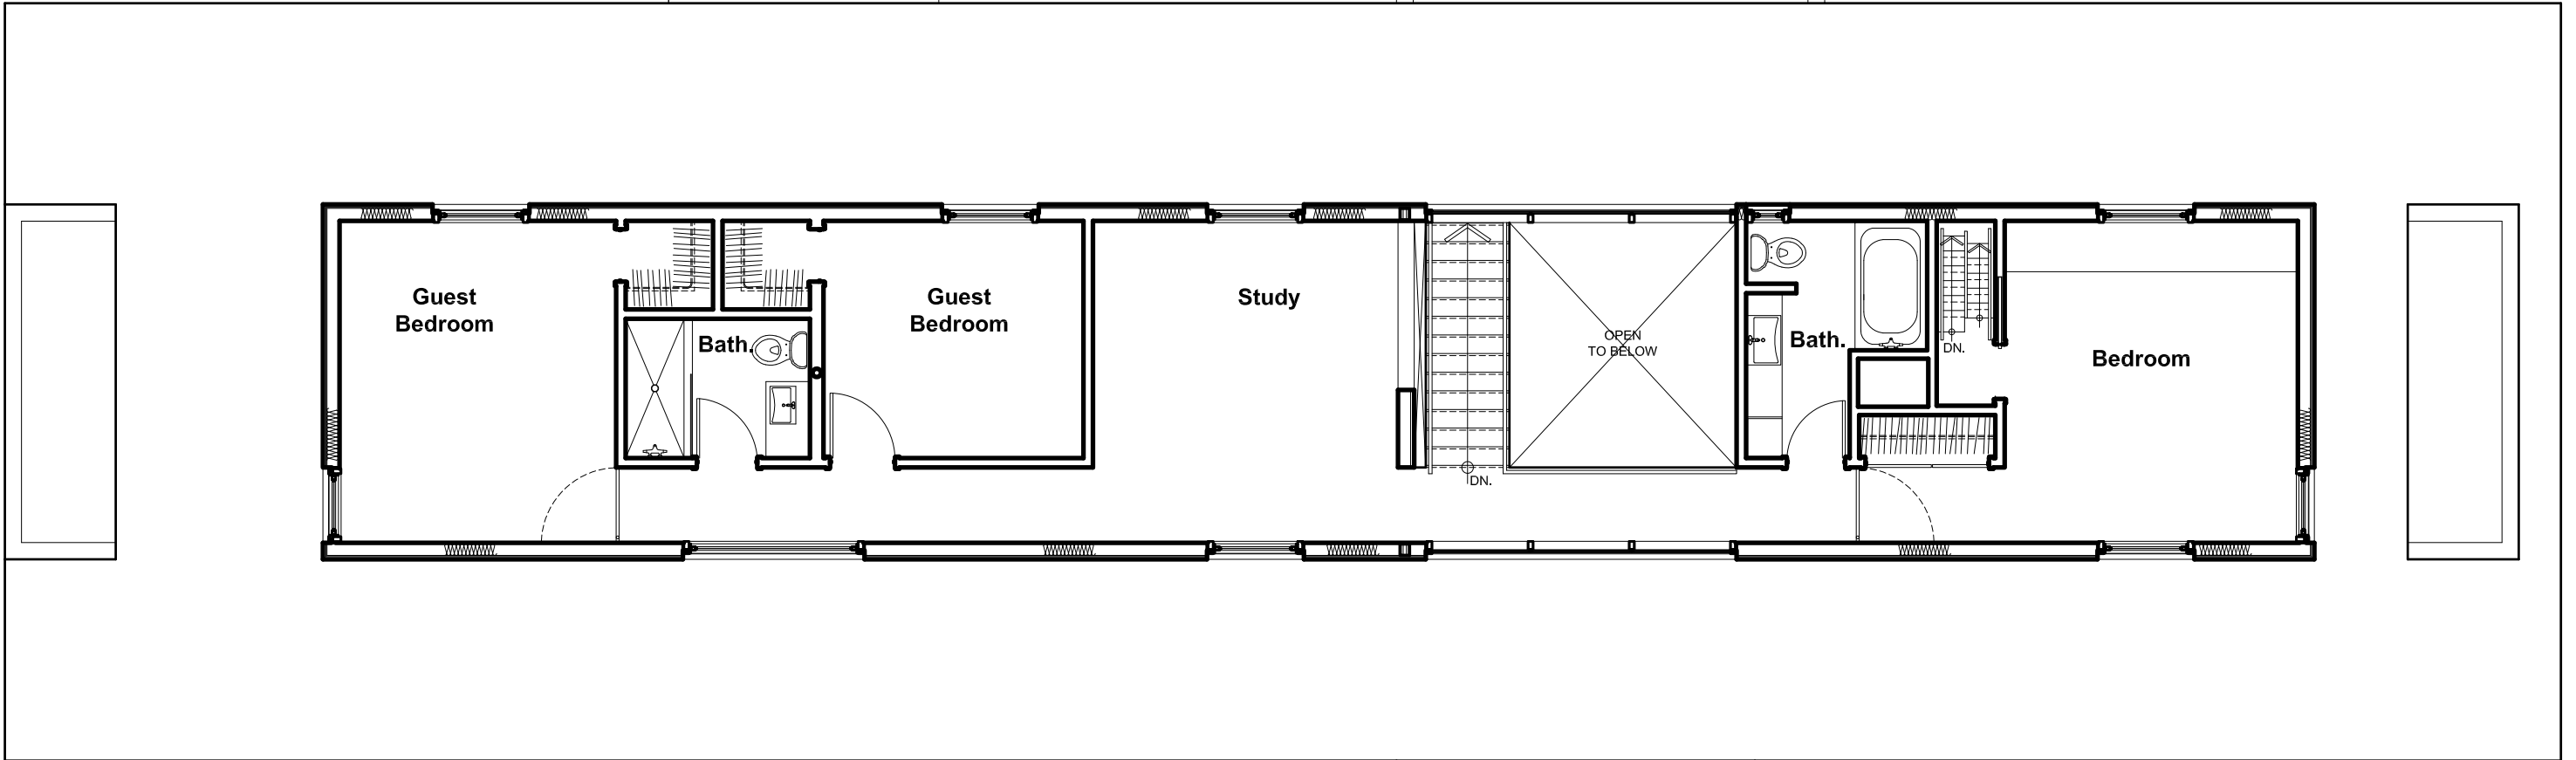 Guest
Bedroom
Bath.
Guest
Bedroom
Study
DN.
OPEN
TO BELOW
Bath.
DN.
Bedroom